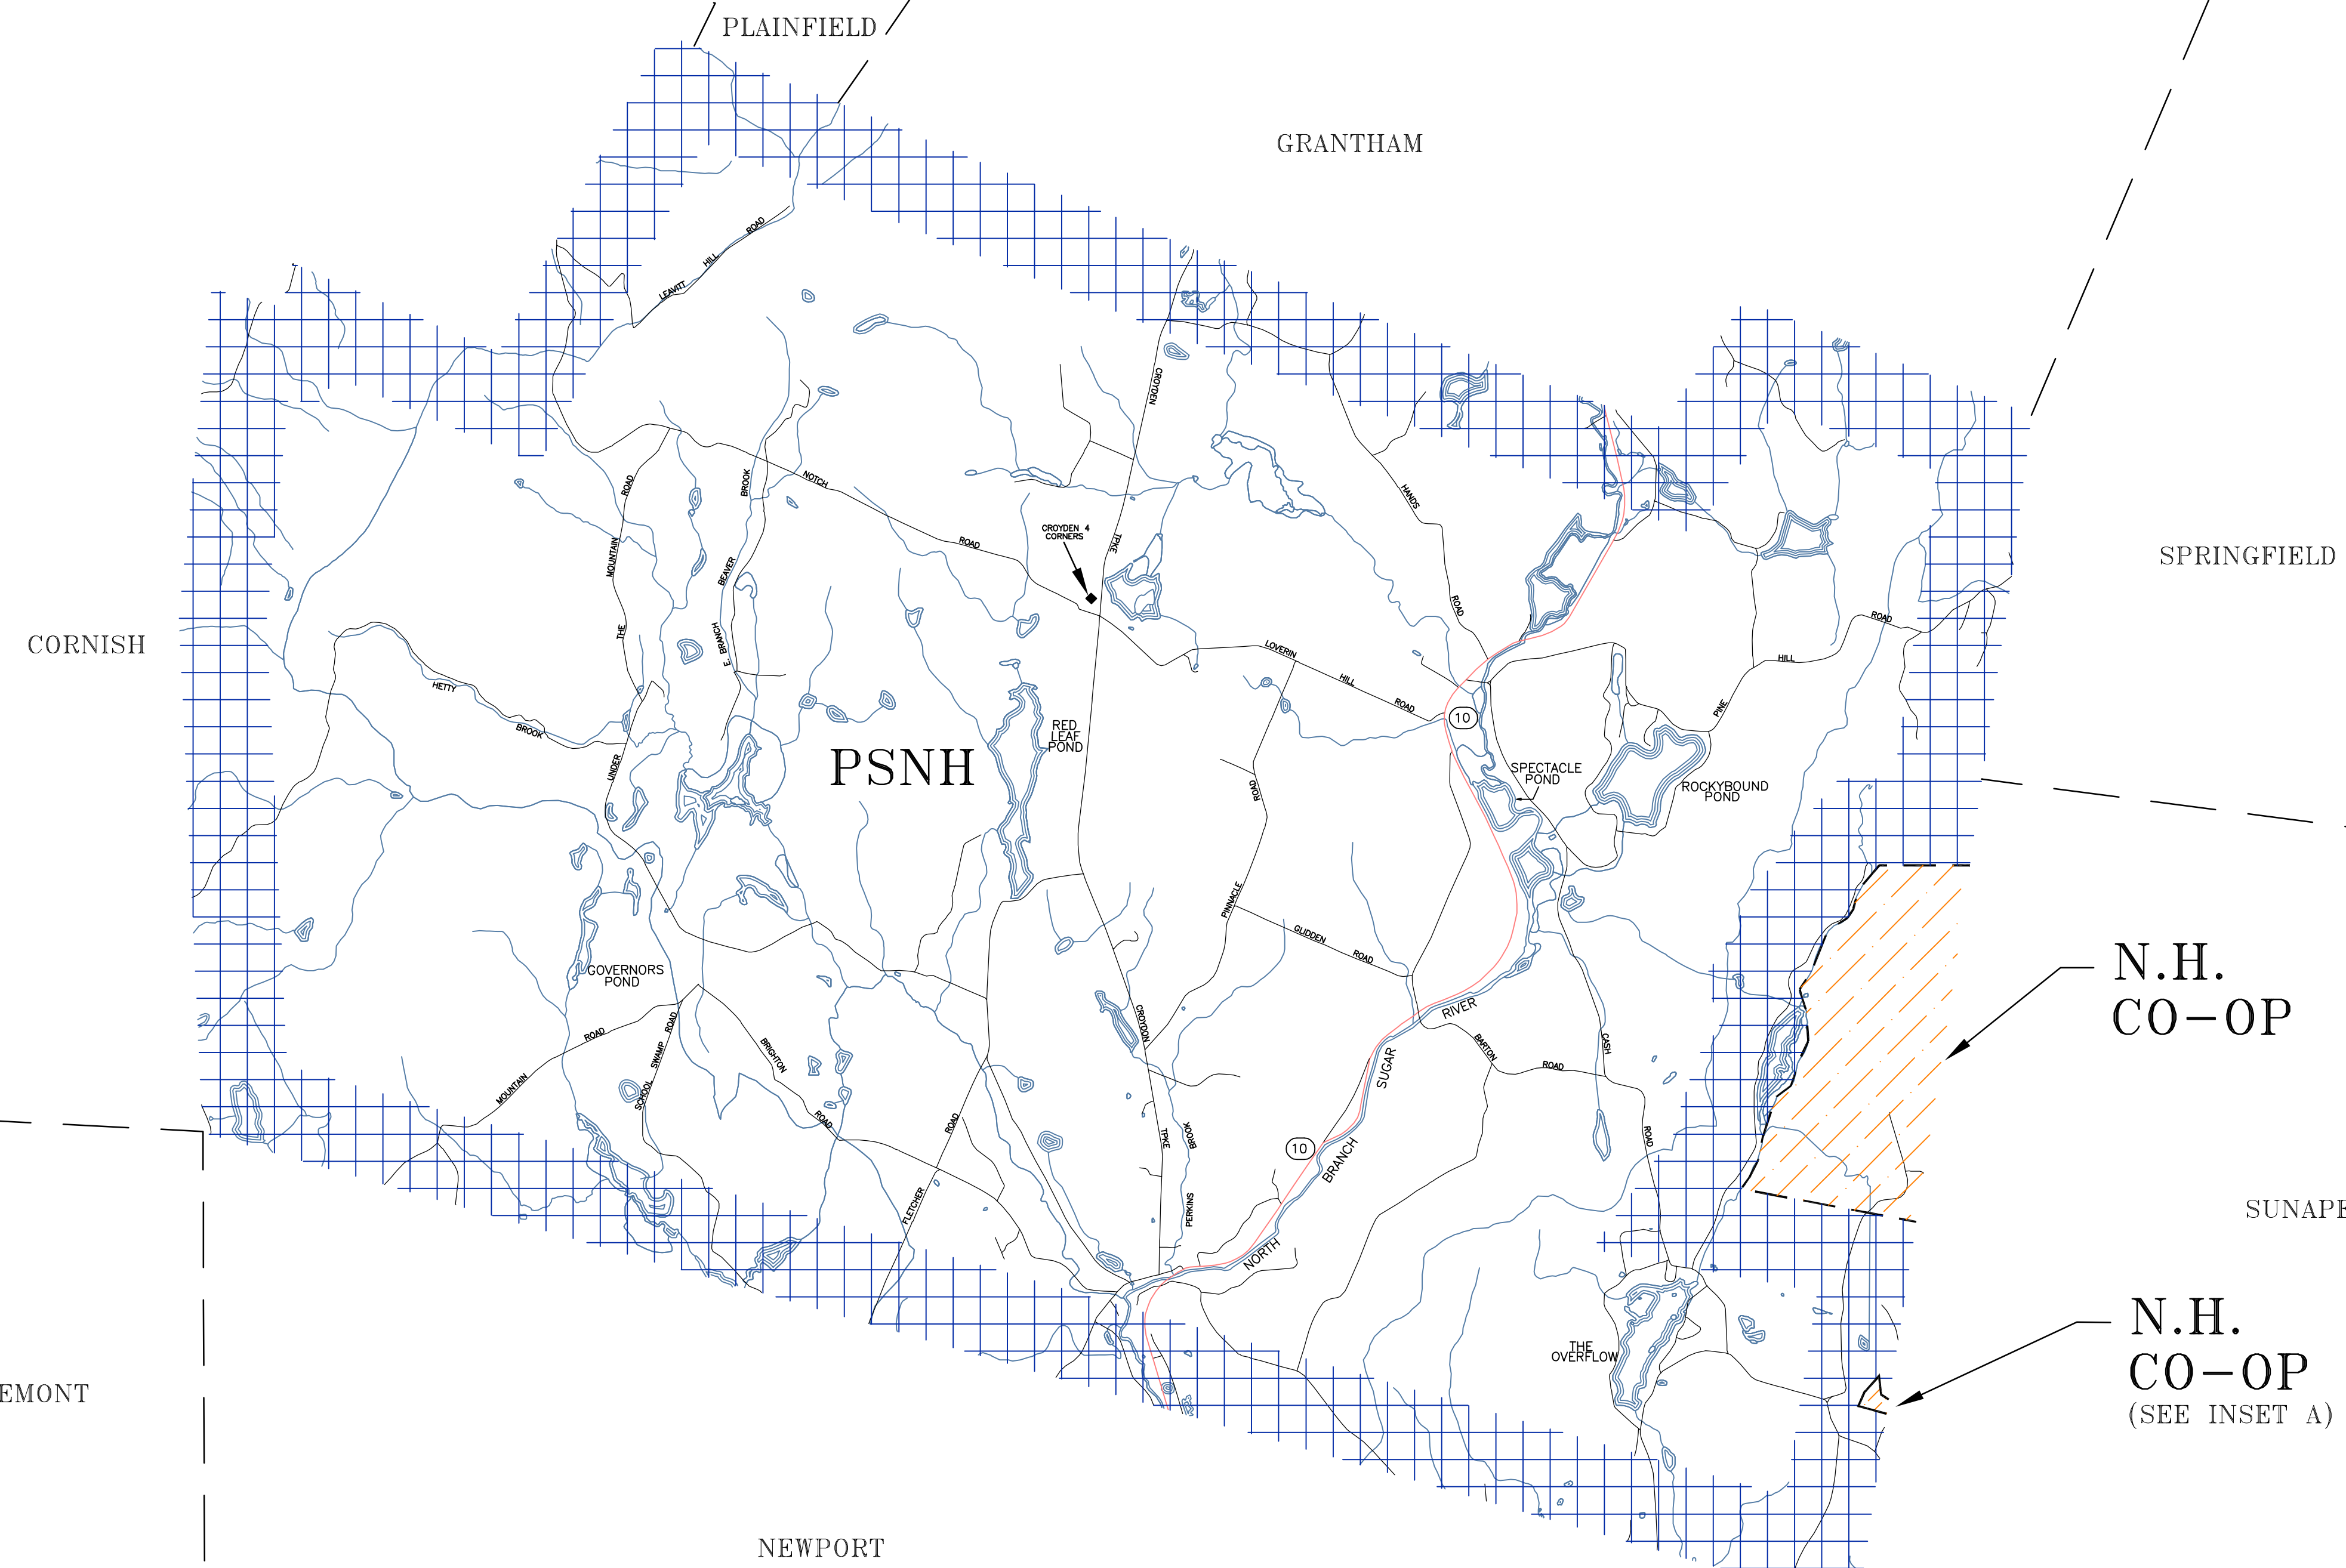 PLAINFIELD
GRANTHAM
LEAVITT HILL ROAD
CROYDEN
TPKE
NOTCH
ROAD
ROAD
MOUNTAIN
THE
UNDER
BROOK
BEAVER
E. BRANCH
CROYDEN 4
CORNERS
HANDS
ROAD
SPRINGFIELD
CORNISH
HETTY
BROOK
LOVERIN
HILL
ROAD
ROAD
HILL
PINE
10
RED
LEAF
POND
PSNH
SPECTACLE
POND
ROCKYBOUND
POND
ROAD
PINNACLE
GLIDDEN
ROAD
GOVERNORS
POND
N.H.
CO-OP
RIVER
SUGAR
BRANCH
NORTH
CROYDON
TPKE
BROOK
PERKINS
BARTON
ROAD
CASH
ROAD
MOUNTAIN
ROAD
SCHOOL
SWAMP
ROAD
BRIGHTON
ROAD
ROAD
FLETCHER
10
SUNAPE
THE
OVERFLOW
N.H.
CO-OP
(SEE INSET A)
EMONT
NEWPORT